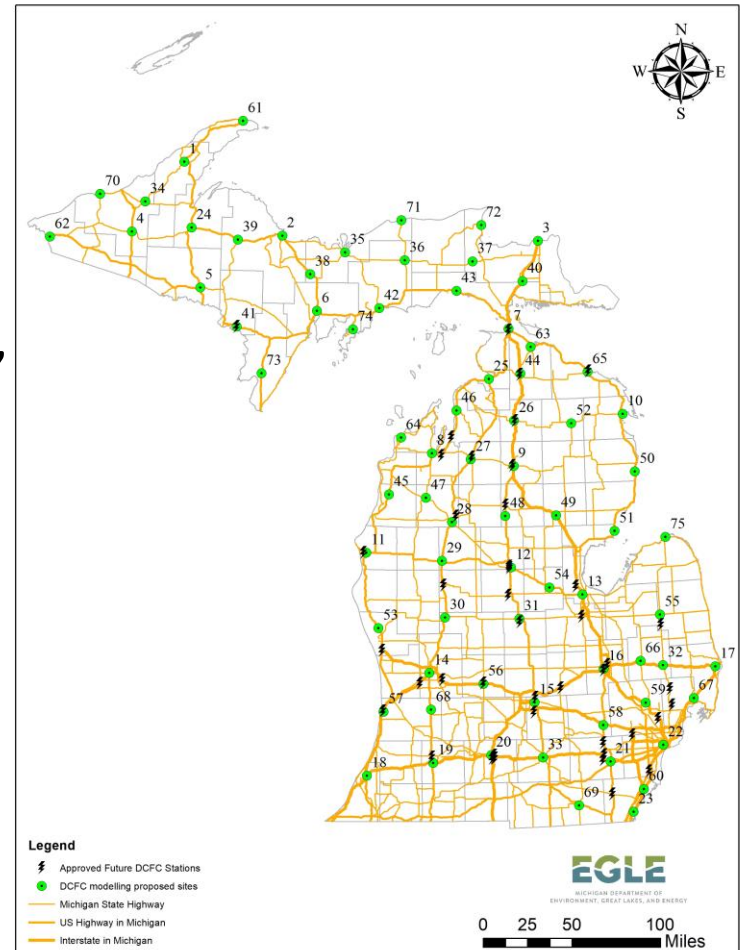 N
W E
S
61
1
70 34
71
72
62 4 24 39 2 3
35 36 37
38 40
5 43
6 42
41 74 7
63
73 25 44 65
46 26 52 10
64 8 27 9
50
45 47
28 48 49
51 75
11 29 12
54 13
53 30 31 55
14 16 66 32 17
56 15
57 68 59 67
58
22
18 19 20 33 21
60
69 23
Legend
Approved Future DCFC Stations
DCFC modelling proposed sites
Michigan State Highway
US Highway in Michigan
Interstate in Michigan
EGLE
MICHIGAN DEPARTMENT OF
ENVIRONMENT, GREAT LAKES, AND ENERGY
0 25 50 100
Miles